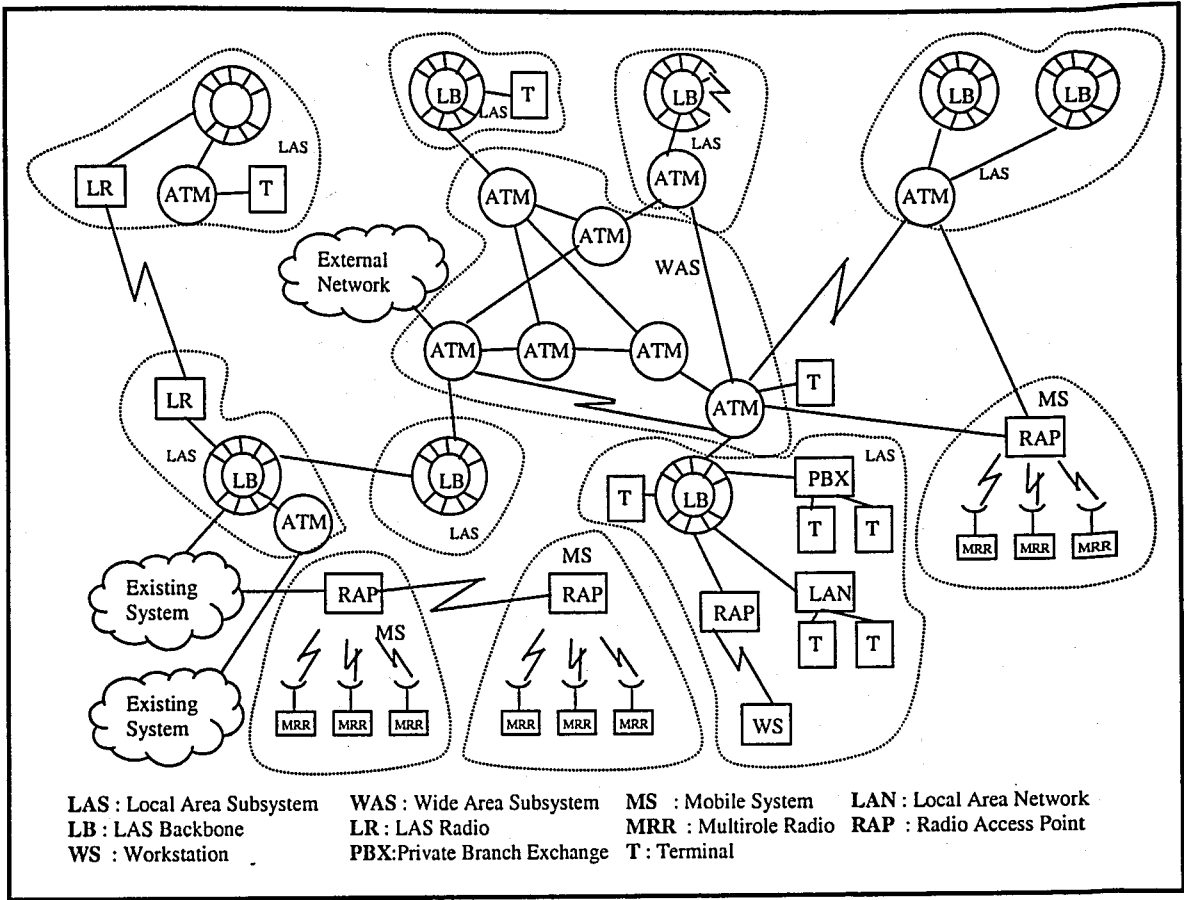 LB
LAS
T
LB
LAS
LB
LB
LAS
LAS
LR
ATM
T
ATM
ATM
ATM
ATM
External
Network
WAS
ATM
ATM
ATM
ATM
T
LR
LAS
LB
ATM
LB
LAS
T
LB
LAS
PBX
T
T
MS
RAP
MRR
MRR
MRR
Existing
System
RAP
MS
MRR
MRR
MRR
MS
RAP
MRR
MRR
MRR
RAP
LAN
T
T
WS
Existing
System
LAS : Local Area Subsystem
WAS : Wide Area Subsystem
MS : Mobile System
LAN : Local Area Network
LB : LAS Backbone
LR : LAS Radio
MRR : Multirole Radio
RAP : Radio Access Point
WS : Workstation
PBX:Private Branch Exchange
T : Terminal